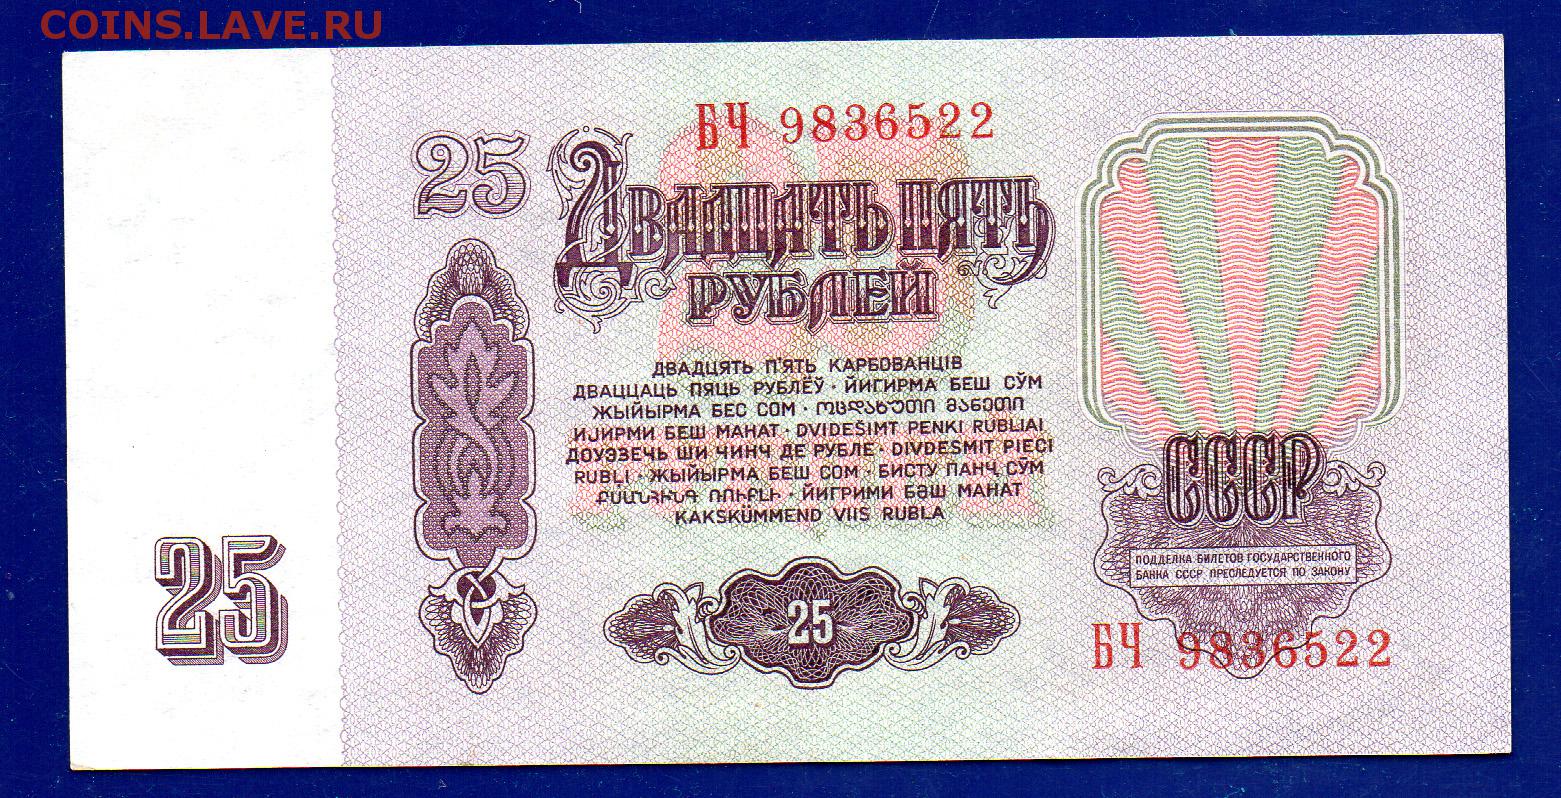 COINS.LAVE.RU
БЧ 9836522
25
ДВАДЦАТЬ ПЯТЬ
РУБЛЕЙ
ДВАДЦЯТЬ П'ЯТЬ КАРБОВАНЦІВ
ДВАЦЦАЦЬ ПЯЦЬ РУБЛЁЎ · ЙИГИРМА БЕШ СЎМ
ЖЫЙЫРМА БЕС СОМ · ᲝᲪᲓᲐᲮᲣᲗᲘ ᲛᲐᲜᲔᲗᲘ
ИЈИРМИ БЕШ МАНАТ · DVIDEŠIMT PENKI RUBLIAI
ДОУЭЗЕЧЬ ШИ ЧИНЧ ДЕ РУБЛЕ · DIVDESMIT PIECI
RUBĻI · ЖЫЙЫРМА БЕШ СОМ · БИСТУ ПАНҶ СӮМ
ՔՍԱՆՀԻՆԳ ՌՈՒԲԼԻ · ЙИГРИМИ БӘШ МАНАТ
KAKSKÜMMEND VIIS RUBLA
25
25
СССР
ПОДДЕЛКА БИЛЕТОВ ГОСУДАРСТВЕННОГО
БАНКА СССР ПРЕСЛЕДУЕТСЯ ПО ЗАКОНУ
БЧ 9836522